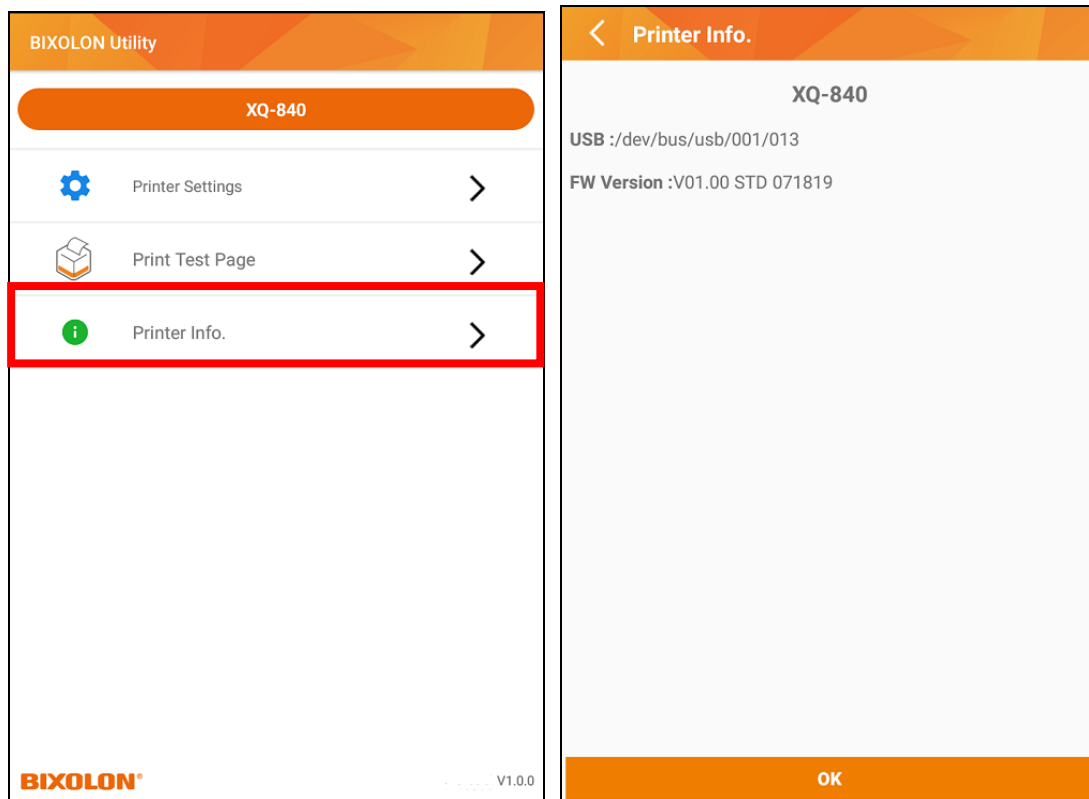 BIXOLON Utility
XQ-840
Printer Settings
Print Test Page
Printer Info.
BIXOLON®
V1.0.0
Printer Info.
XQ-840
USB :/dev/bus/usb/001/013
FW Version :V01.00 STD 071819
OK